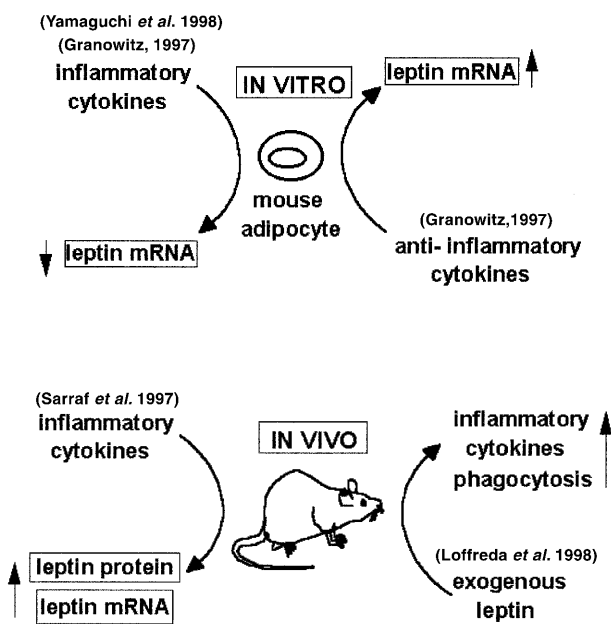 (Yamaguchi et al. 1998)
(Granowitz, 1997)
inflammatory
cytokines
IN VITRO
leptin mRNA
mouse
adipocyte
leptin mRNA
(Granowitz,1997)
anti- inflammatory
cytokines
(Sarraf et al. 1997)
inflammatory
cytokines
IN VIVO
inflammatory
cytokines
phagocytosis
leptin protein
leptin mRNA
(Loffreda et al. 1998)
exogenous
leptin